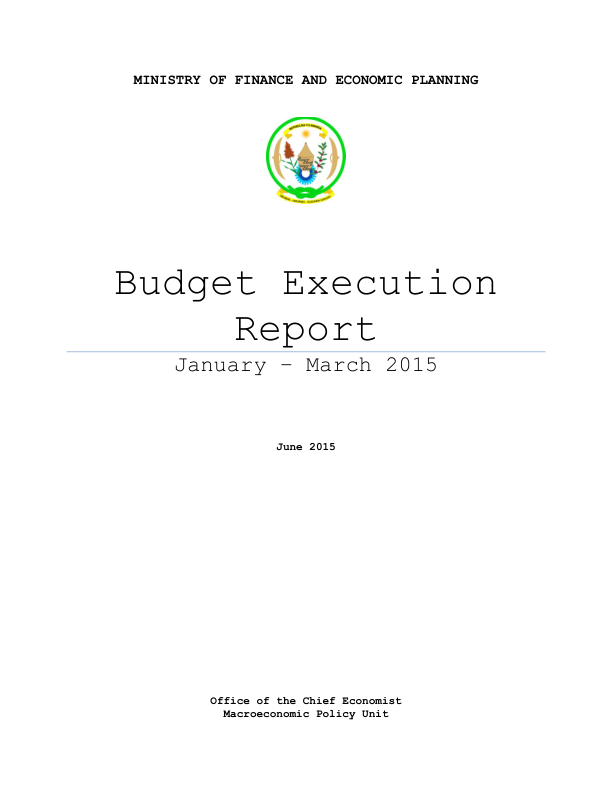 MINISTRY OF FINANCE AND ECONOMIC PLANNING
Budget Execution
Report
January – March 2015
June 2015
Office of the Chief Economist
Macroeconomic Policy Unit